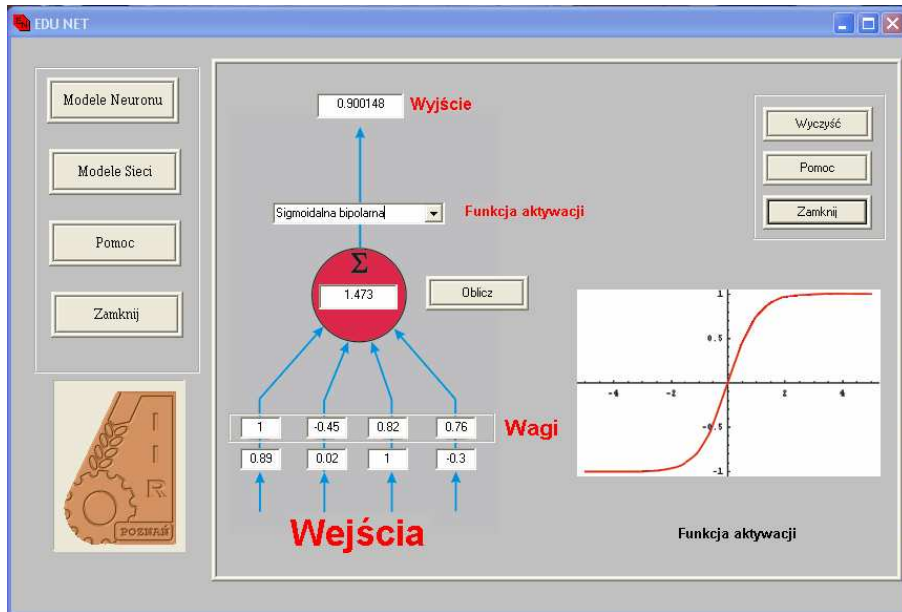 EDU NET
Modele Neuronu
Modele Sieci
Pomoc
Zamknij
POZNAŃ
0.900148 Wyjście
Sigmoidalna bipolarna Funkcja aktywacji
Σ
1.473
Oblicz
1 -0.45 0.82 0.76 Wagi
0.89 0.02 1 -0.3
Wejścia
Wyczyść
Pomoc
Zamknij
1
0.5
-4 -2 2 4
-0.5
-1
Funkcja aktywacji